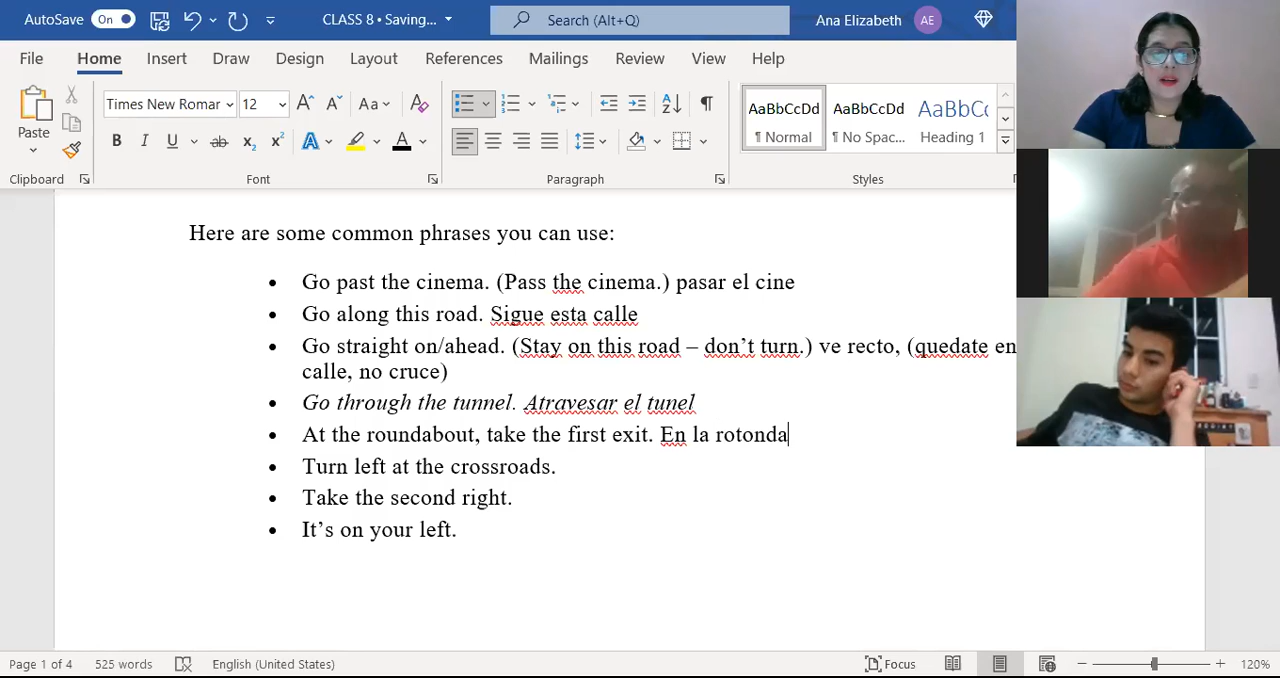 AutoSave On CLASS 8 • Saving... Search (Alt+Q) Ana Elizabeth AE
File Home Insert Draw Design Layout References Mailings Review View Help
Paste
Times New Romar 12
Aa
B I U ab x2 x2 A A
AaBbCcDd AaBbCcDd AaBbCc
¶ Normal ¶ No Spac... Heading 1
Clipboard Font Paragraph Styles
Here are some common phrases you can use:
• Go past the cinema. (Pass the cinema.) pasar el cine
• Go along this road. Sigue esta calle
• Go straight on/ahead. (Stay on this road – don’t turn.) ve recto, (quedate en
calle, no cruce)
• Go through the tunnel. Atravesar el tunel
• At the roundabout, take the first exit. En la rotonda
• Turn left at the crossroads.
• Take the second right.
• It’s on your left.
Page 1 of 4 525 words English (United States) Focus 120%